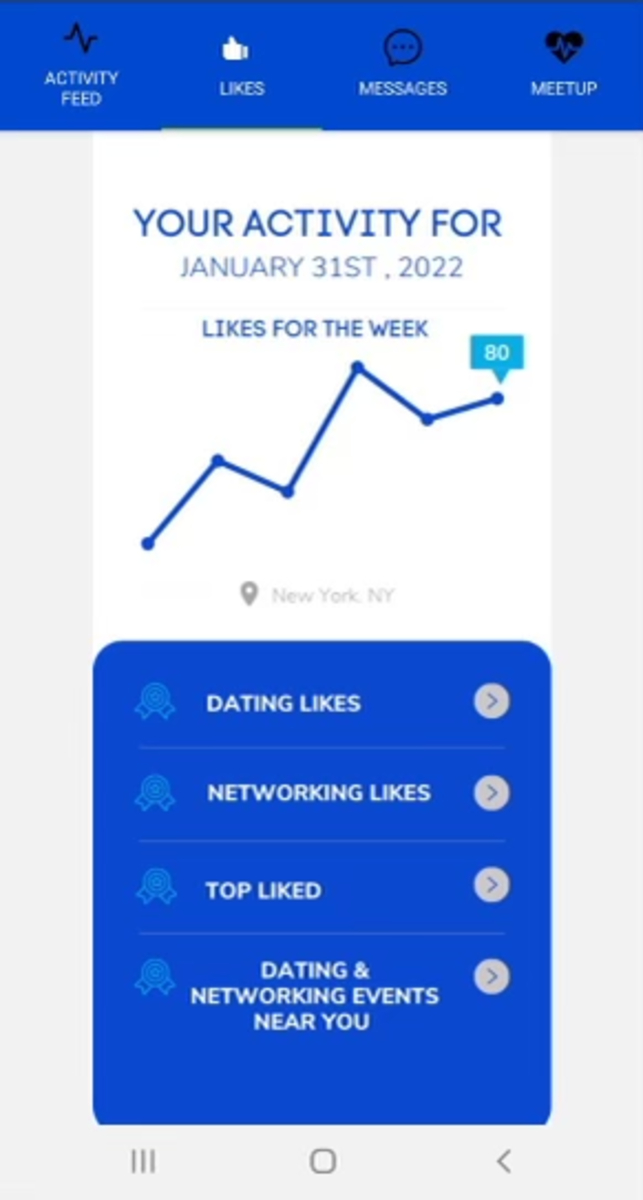 ACTIVITY
FEED
LIKES
MESSAGES
MEETUP
YOUR ACTIVITY FOR
JANUARY 31ST , 2022
LIKES FOR THE WEEK
80
New York. NY
DATING LIKES
NETWORKING LIKES
TOP LIKED
DATING &
NETWORKING EVENTS
NEAR YOU